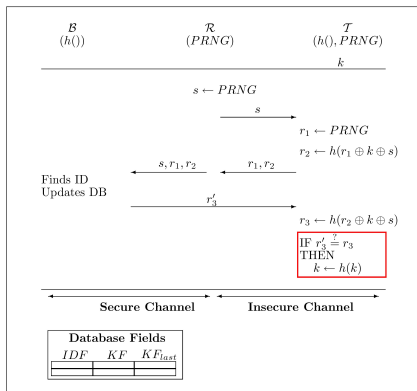 B R T
(h()) (PRNG) (h(), PRNG)
k
s ← PRNG
s
r₁ ← PRNG
r₂ ← h(r₁ ⊕ k ⊕ s)
s, r₁, r₂ r₁, r₂
Finds ID
Updates DB
r′₃
r₃ ← h(r₂ ⊕ k ⊕ s)
IF r′₃ ≟ r₃
THEN
k ← h(k)
Secure Channel Insecure Channel
Database Fields
IDF KF KF_last